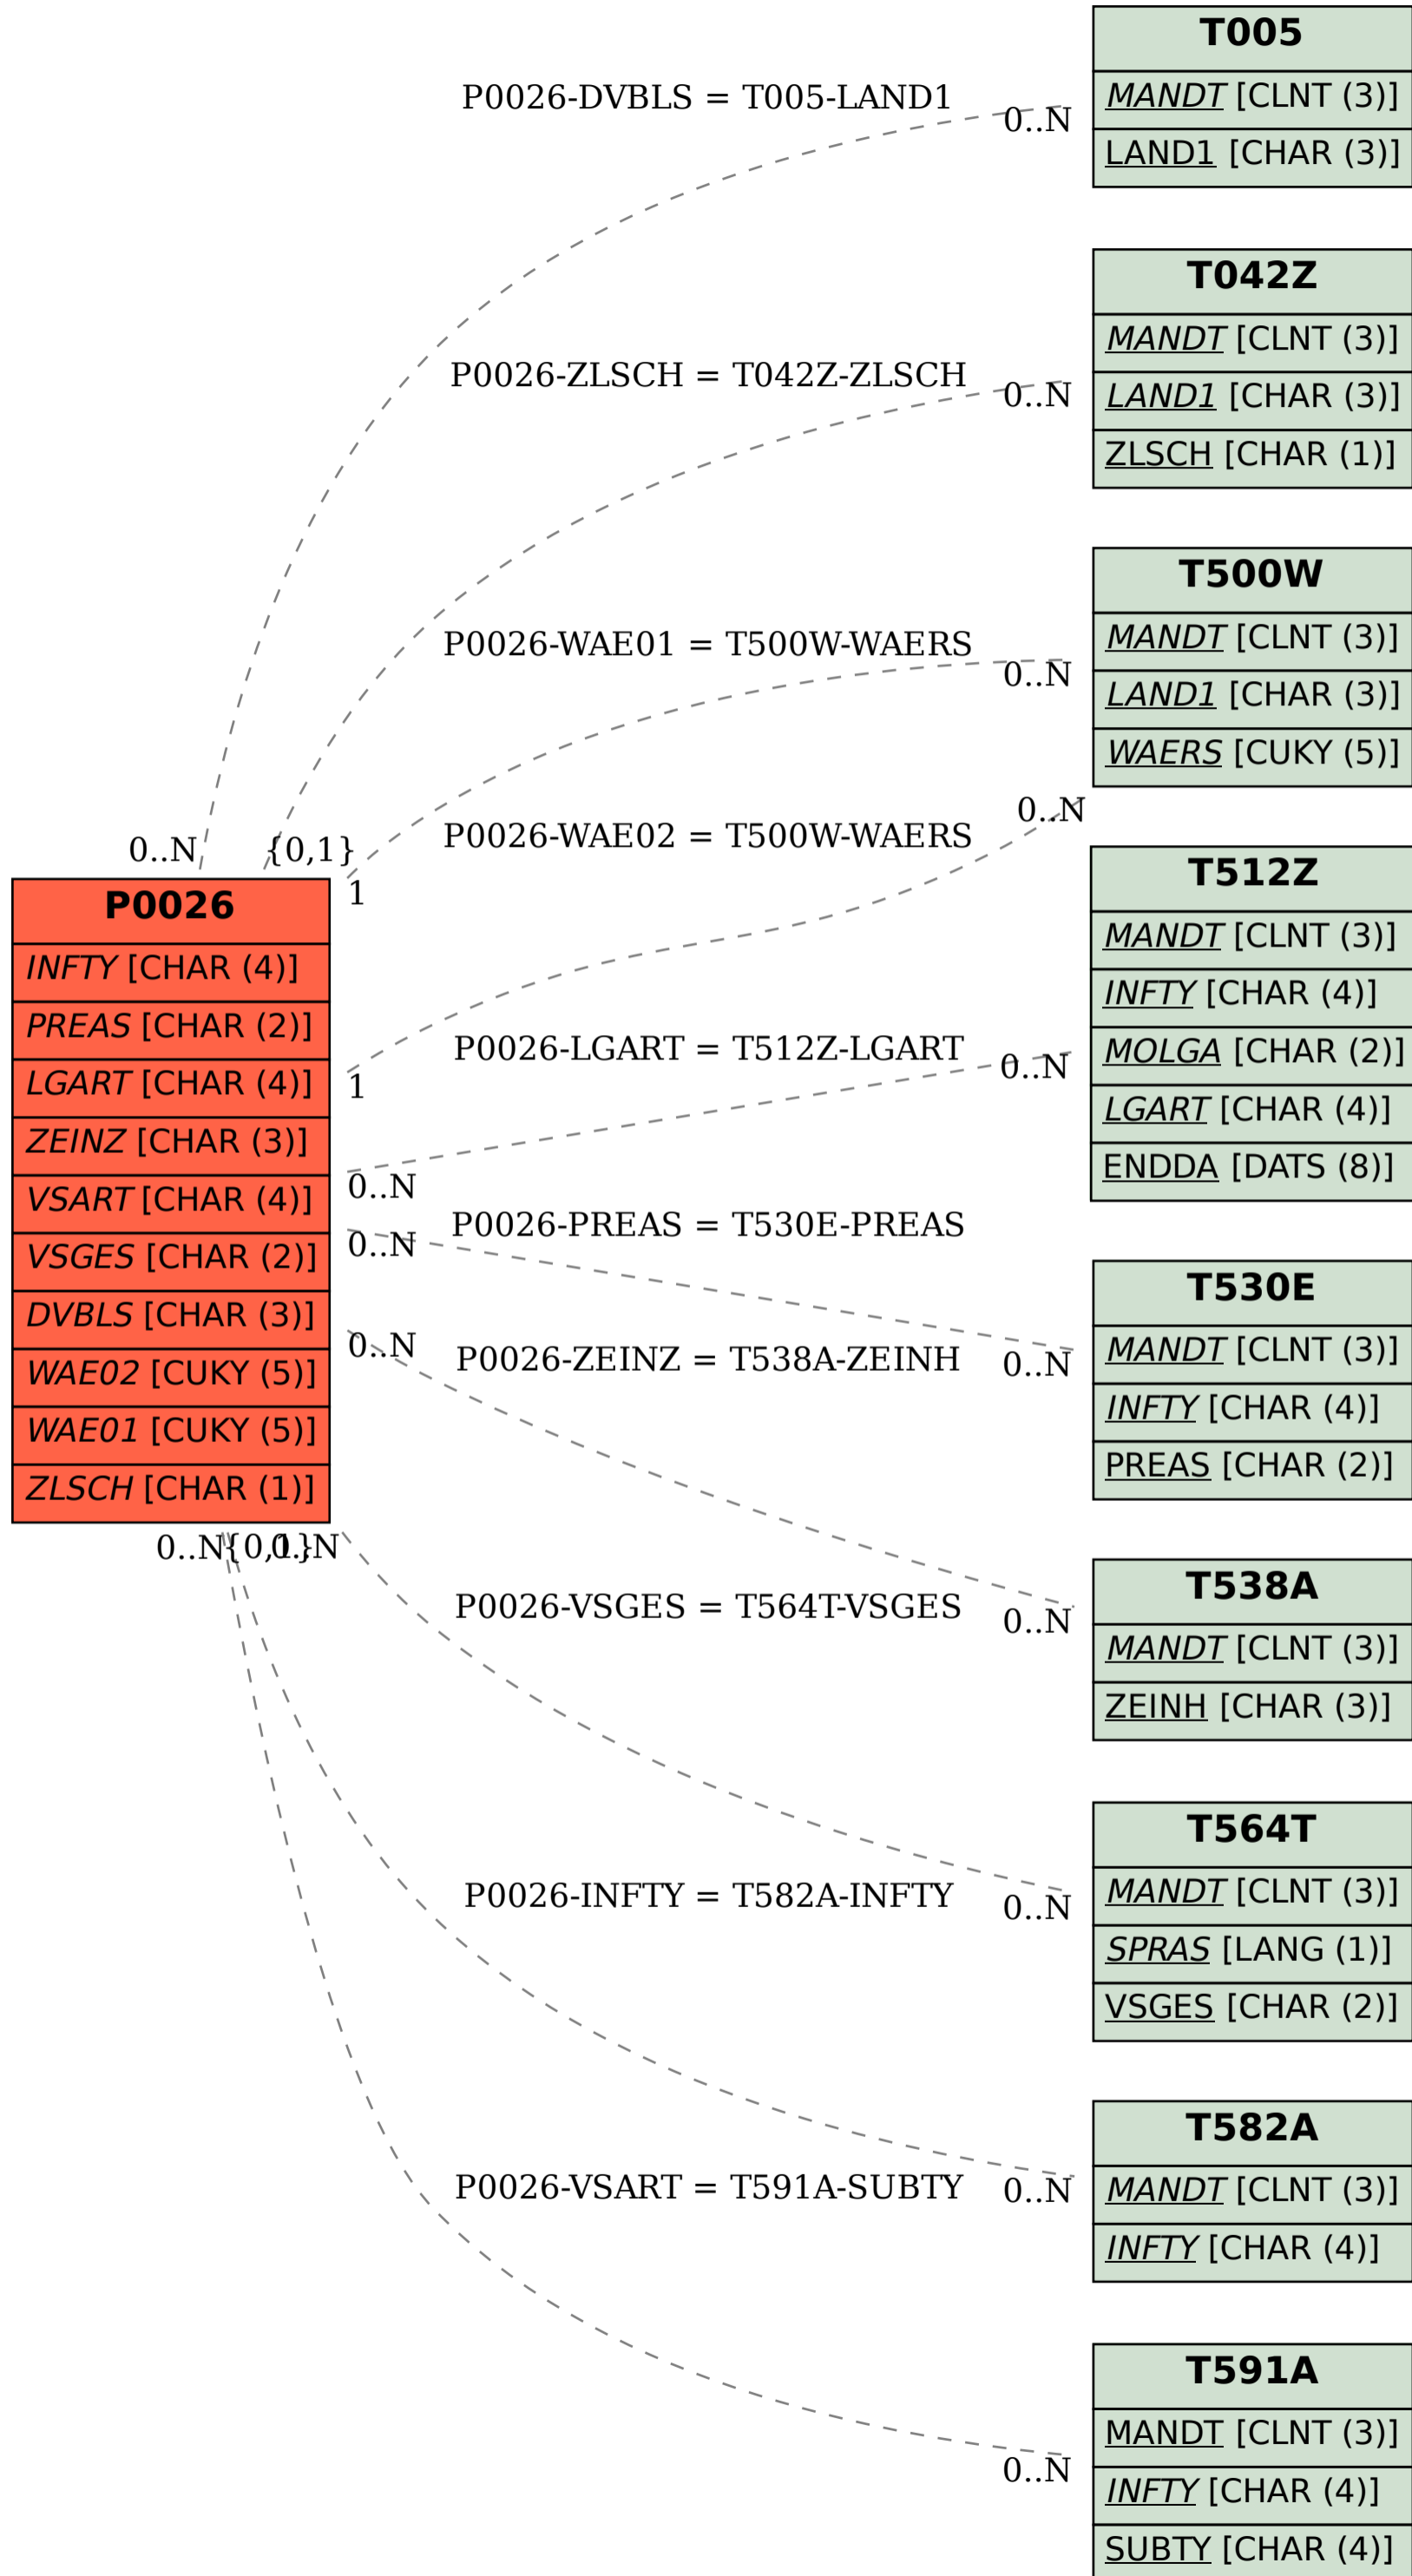 T005
MANDT [CLNT (3)]
LAND1 [CHAR (3)]
P0026-DVBLS = T005-LAND1
0..N
T042Z
MANDT [CLNT (3)]
LAND1 [CHAR (3)]
ZLSCH [CHAR (1)]
P0026-ZLSCH = T042Z-ZLSCH
0..N
T500W
MANDT [CLNT (3)]
LAND1 [CHAR (3)]
WAERS [CUKY (5)]
P0026-WAE01 = T500W-WAERS
0..N
P0026-WAE02 = T500W-WAERS
0..N
0..N
{0,1}
1
P0026
INFTY [CHAR (4)]
PREAS [CHAR (2)]
LGART [CHAR (4)]
ZEINZ [CHAR (3)]
VSART [CHAR (4)]
VSGES [CHAR (2)]
DVBLS [CHAR (3)]
WAE02 [CUKY (5)]
WAE01 [CUKY (5)]
ZLSCH [CHAR (1)]
1
0..N
0..N
0..N
0..N
{0,1}
0..N
T512Z
MANDT [CLNT (3)]
INFTY [CHAR (4)]
MOLGA [CHAR (2)]
LGART [CHAR (4)]
ENDDA [DATS (8)]
P0026-LGART = T512Z-LGART
0..N
P0026-PREAS = T530E-PREAS
0..N
T530E
MANDT [CLNT (3)]
INFTY [CHAR (4)]
PREAS [CHAR (2)]
P0026-ZEINZ = T538A-ZEINH
0..N
T538A
MANDT [CLNT (3)]
ZEINH [CHAR (3)]
P0026-VSGES = T564T-VSGES
0..N
T564T
MANDT [CLNT (3)]
SPRAS [LANG (1)]
VSGES [CHAR (2)]
P0026-INFTY = T582A-INFTY
0..N
T582A
MANDT [CLNT (3)]
INFTY [CHAR (4)]
P0026-VSART = T591A-SUBTY
0..N
T591A
MANDT [CLNT (3)]
INFTY [CHAR (4)]
SUBTY [CHAR (4)]